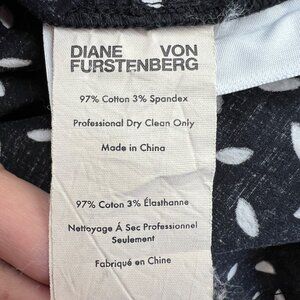 DIANE VON
FURSTENBERG
97% Cotton 3% Spandex
Professional Dry Clean Only
Made in China
97% Cotton 3% Élasthanne
Nettoyage Á Sec Professionnel
Seulement
Fabriqué en Chine